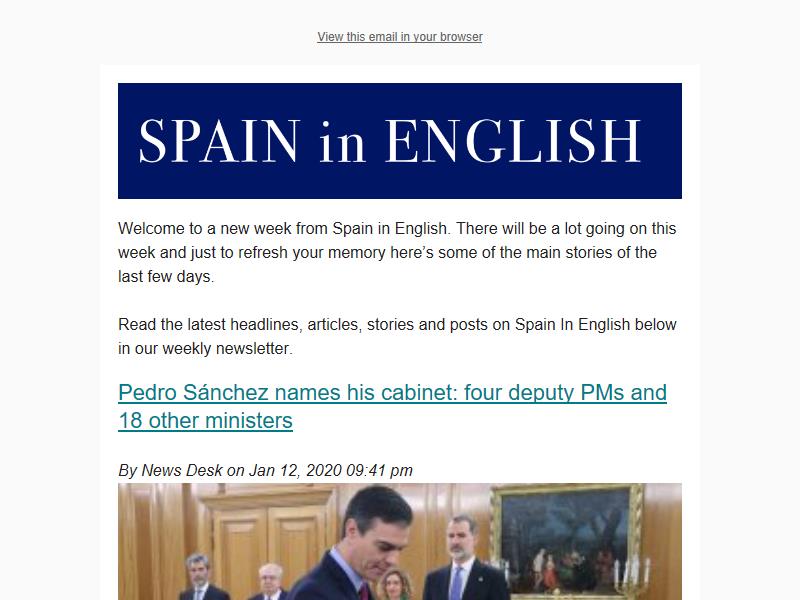 View this email in your browser
SPAIN in ENGLISH
Welcome to a new week from Spain in English. There will be a lot going on this
week and just to refresh your memory here’s some of the main stories of the
last few days.
Read the latest headlines, articles, stories and posts on Spain In English below
in our weekly newsletter.
Pedro Sánchez names his cabinet: four deputy PMs and
18 other ministers
By News Desk on Jan 12, 2020 09:41 pm